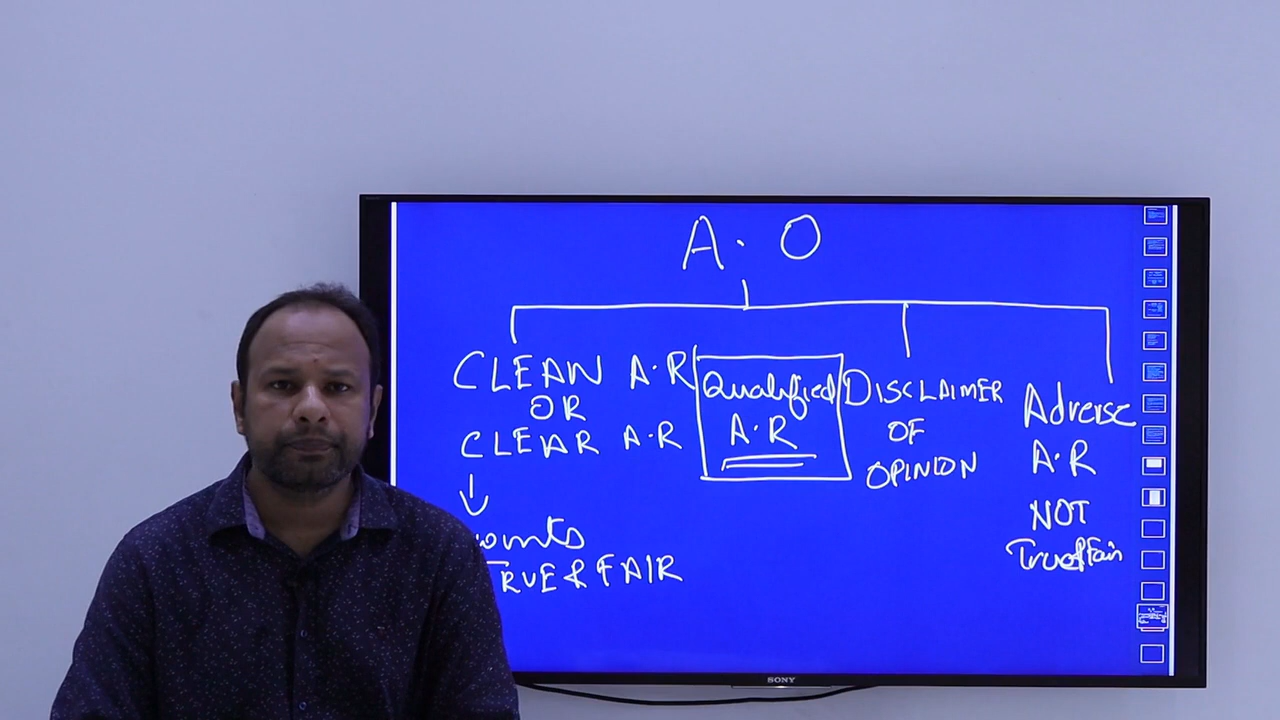 A. O
CLEAN A.R
OR
CLEAR A.R
TRUE & FAIR
Qualified
A.R
DISCLAIMER
OF
OPINION
Adverse
A.R
NOT
True & Fair
SONY